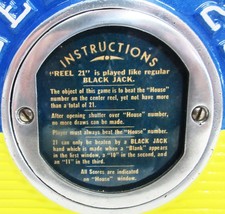 INSTRUCTIONS
"REEL 21" is played like regular
BLACK JACK.
The object of this game is to beat the "House"
number on the center reel, yet not have more
than a total of 21.
After opening shutter over "House" number,
no more draws can be made.
Player must always beat the "House" number.
21 can only be beaten by a BLACK JACK
hand which is made when a "Blank" appears
in the first window, a "10" in the second, and
on "11" in the third.
All Scores are indicated
on "House" window.